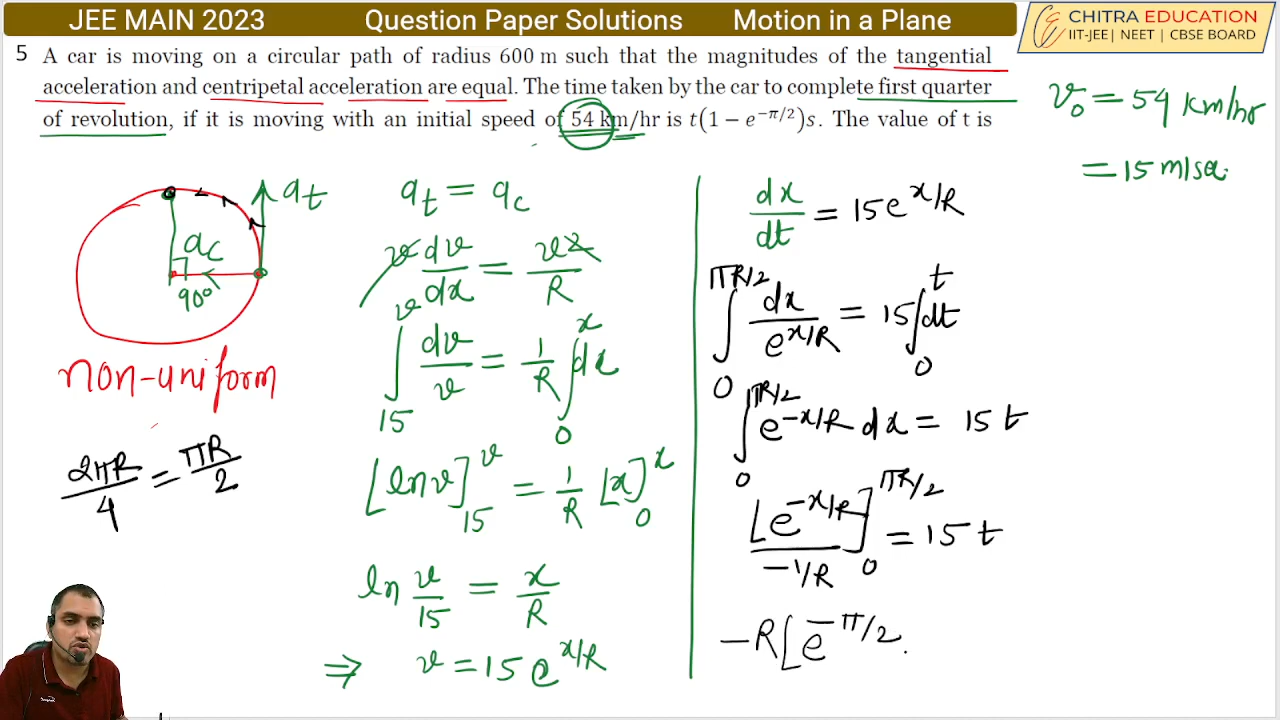 JEE MAIN 2023 Question Paper Solutions Motion in a Plane
CHITRA EDUCATION
IIT-JEE| NEET | CBSE BOARD
5 A car is moving on a circular path of radius 600 m such that the magnitudes of the tangential
acceleration and centripetal acceleration are equal. The time taken by the car to complete first quarter
of revolution, if it is moving with an initial speed of 54 km/hr is t(1 − e^{−π/2})s. The value of t is
v₀ = 54 km/hr
= 15 m/sec
a_t
a_c
90°
non-uniform
2πR/4 = πR/2
a_t = a_c
v dv/dx = v²/R
∫_{15}^{v} dv/v = 1/R ∫_{0}^{x} dx
[ln v]_{15}^{v} = 1/R [x]_{0}^{x}
ln v/15 = x/R
⇒ v = 15 e^{x/R}
dx/dt = 15e^{x/R}
∫_{0}^{πR/2} dx/e^{x/R} = 15 ∫_{0}^{t} dt
∫_{0}^{πR/2} e^{-x/R} dx = 15 t
[e^{-x/R}/-1/R]_{0}^{πR/2} = 15 t
-R[e^{-π/2}